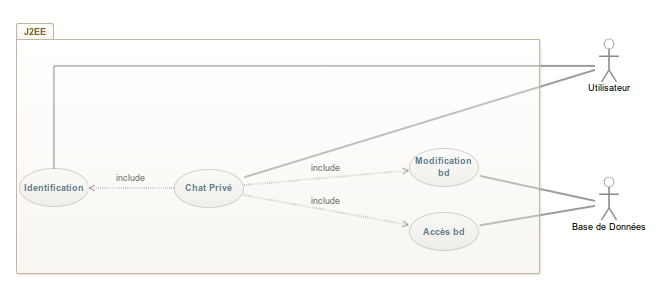 J2EE
Utilisateur
Modification
bd
include
include
Identification
Chat Privé
include
Accès bd
Base de Données